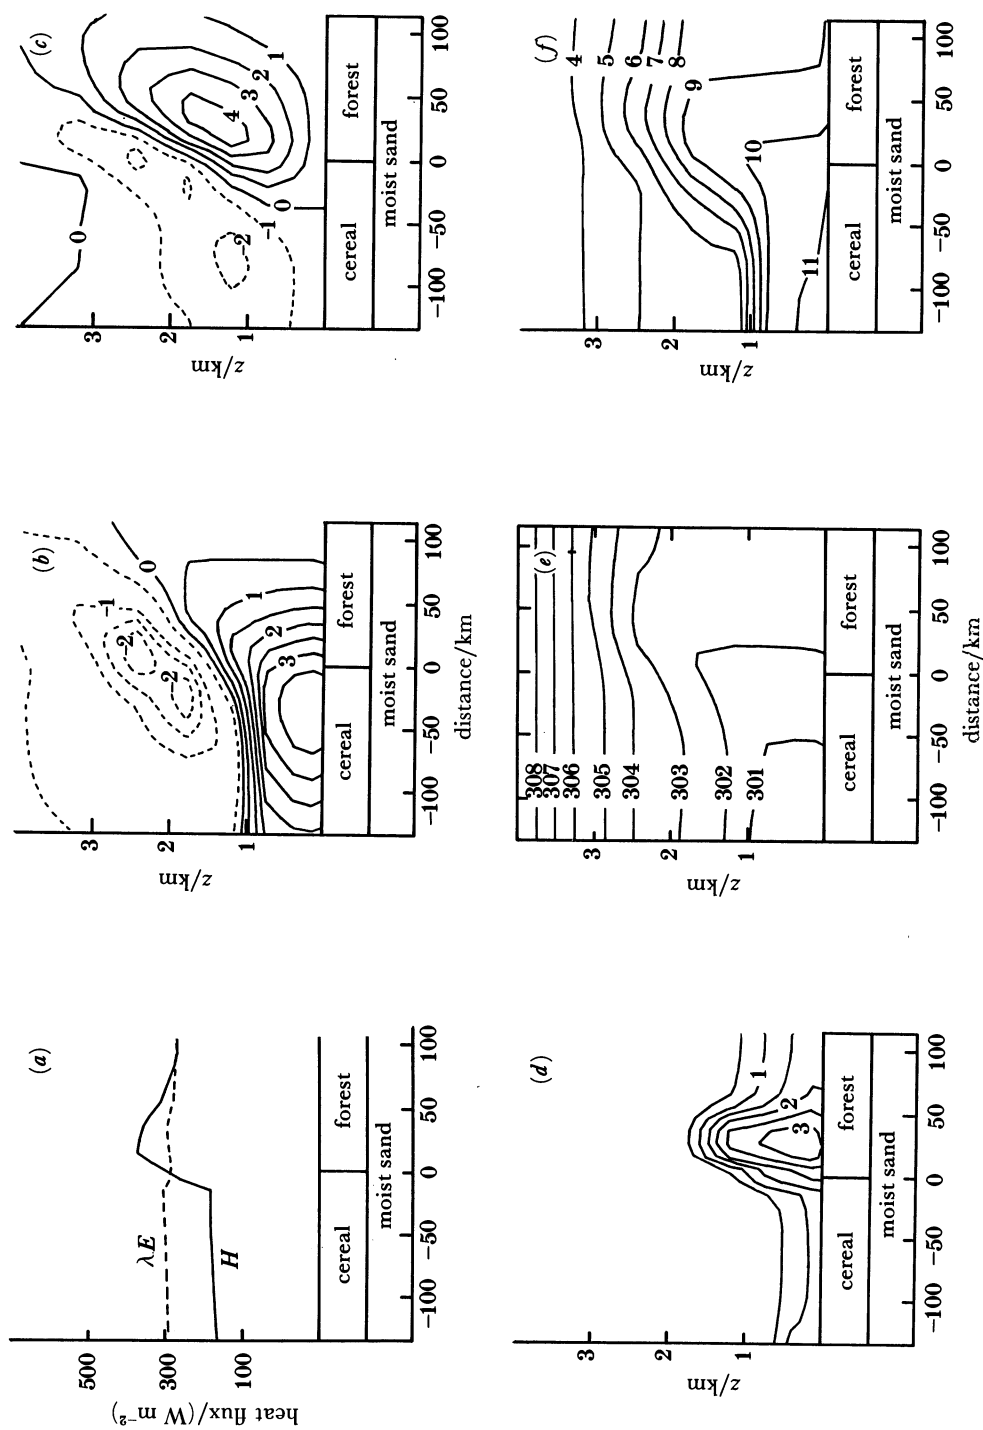 (a)
500
300
100
heat flux/(W m⁻²)
λE
H
cereal
forest
moist sand
−100 −50 0 50 100
(b)
3
2
1
z/km
0
−1
−2
−2
1
2
3
cereal
forest
moist sand
−100 −50 0 50 100
distance/km
(c)
3
2
1
z/km
0
0
−1
−2
1
2
3
4
cereal
forest
moist sand
−100 −50 0 50 100
(d)
3
2
1
z/km
1
2
3
cereal
forest
moist sand
−100 −50 0 50 100
(e)
3
2
1
z/km
308
307
306
305
304
303
302
301
cereal
forest
moist sand
−100 −50 0 50 100
distance/km
(f)
3
2
1
z/km
4
5
6
7
8
9
10
11
cereal
forest
moist sand
−100 −50 0 50 100